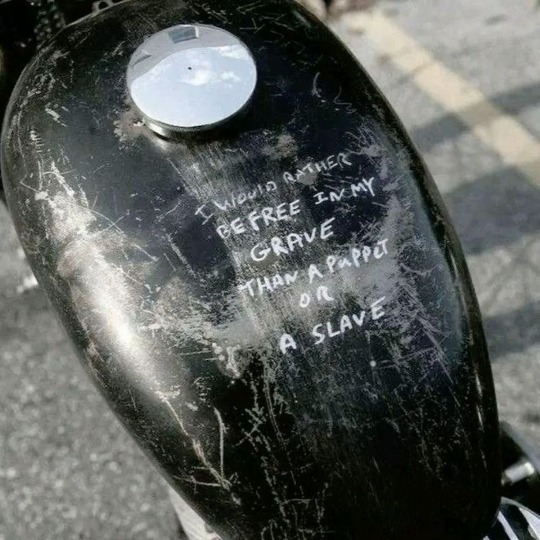 I WOULD RATHER
BE FREE IN MY
GRAVE
THAN A PuPPET
OR
A SLAVE